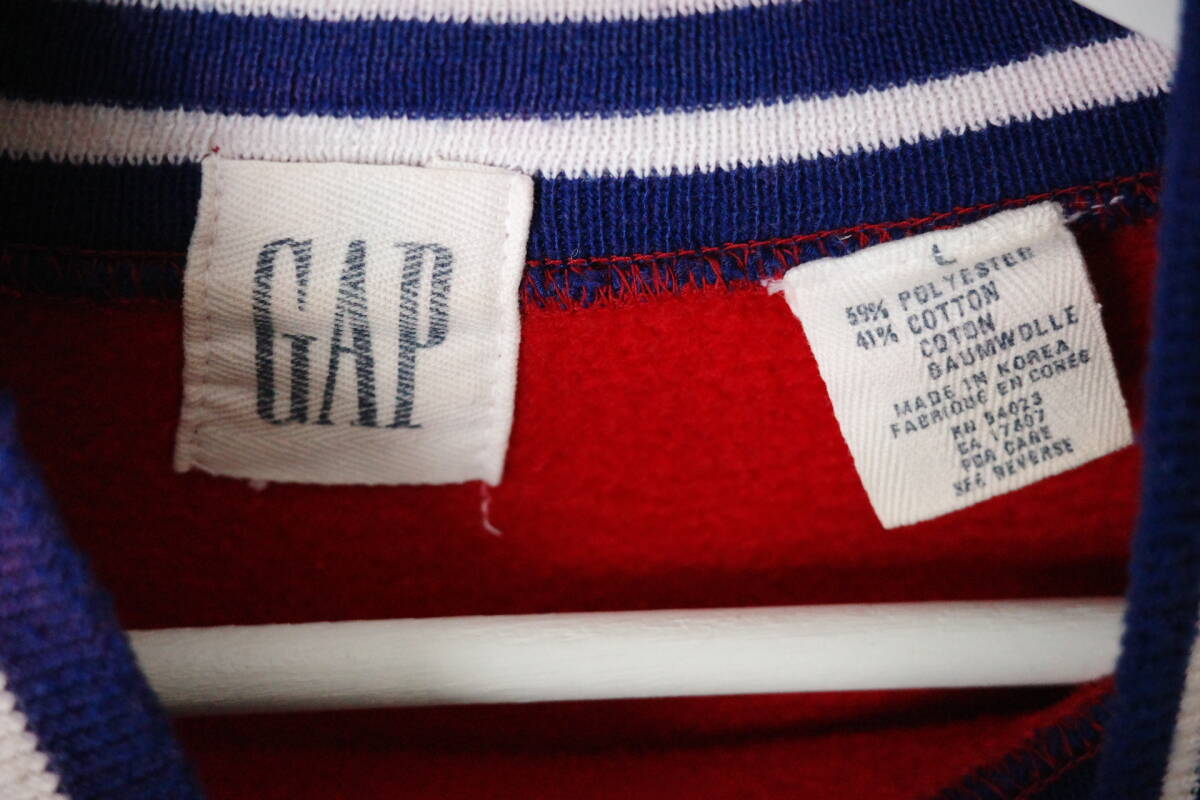 GAP
L
59% POLYESTER
41% COTTON
COTON
BAUMWOLLE
MADE IN KOREA
FABRIQUE EN COREE
RN 54023
CA 17897
FOR CARE
SEE REVERSE